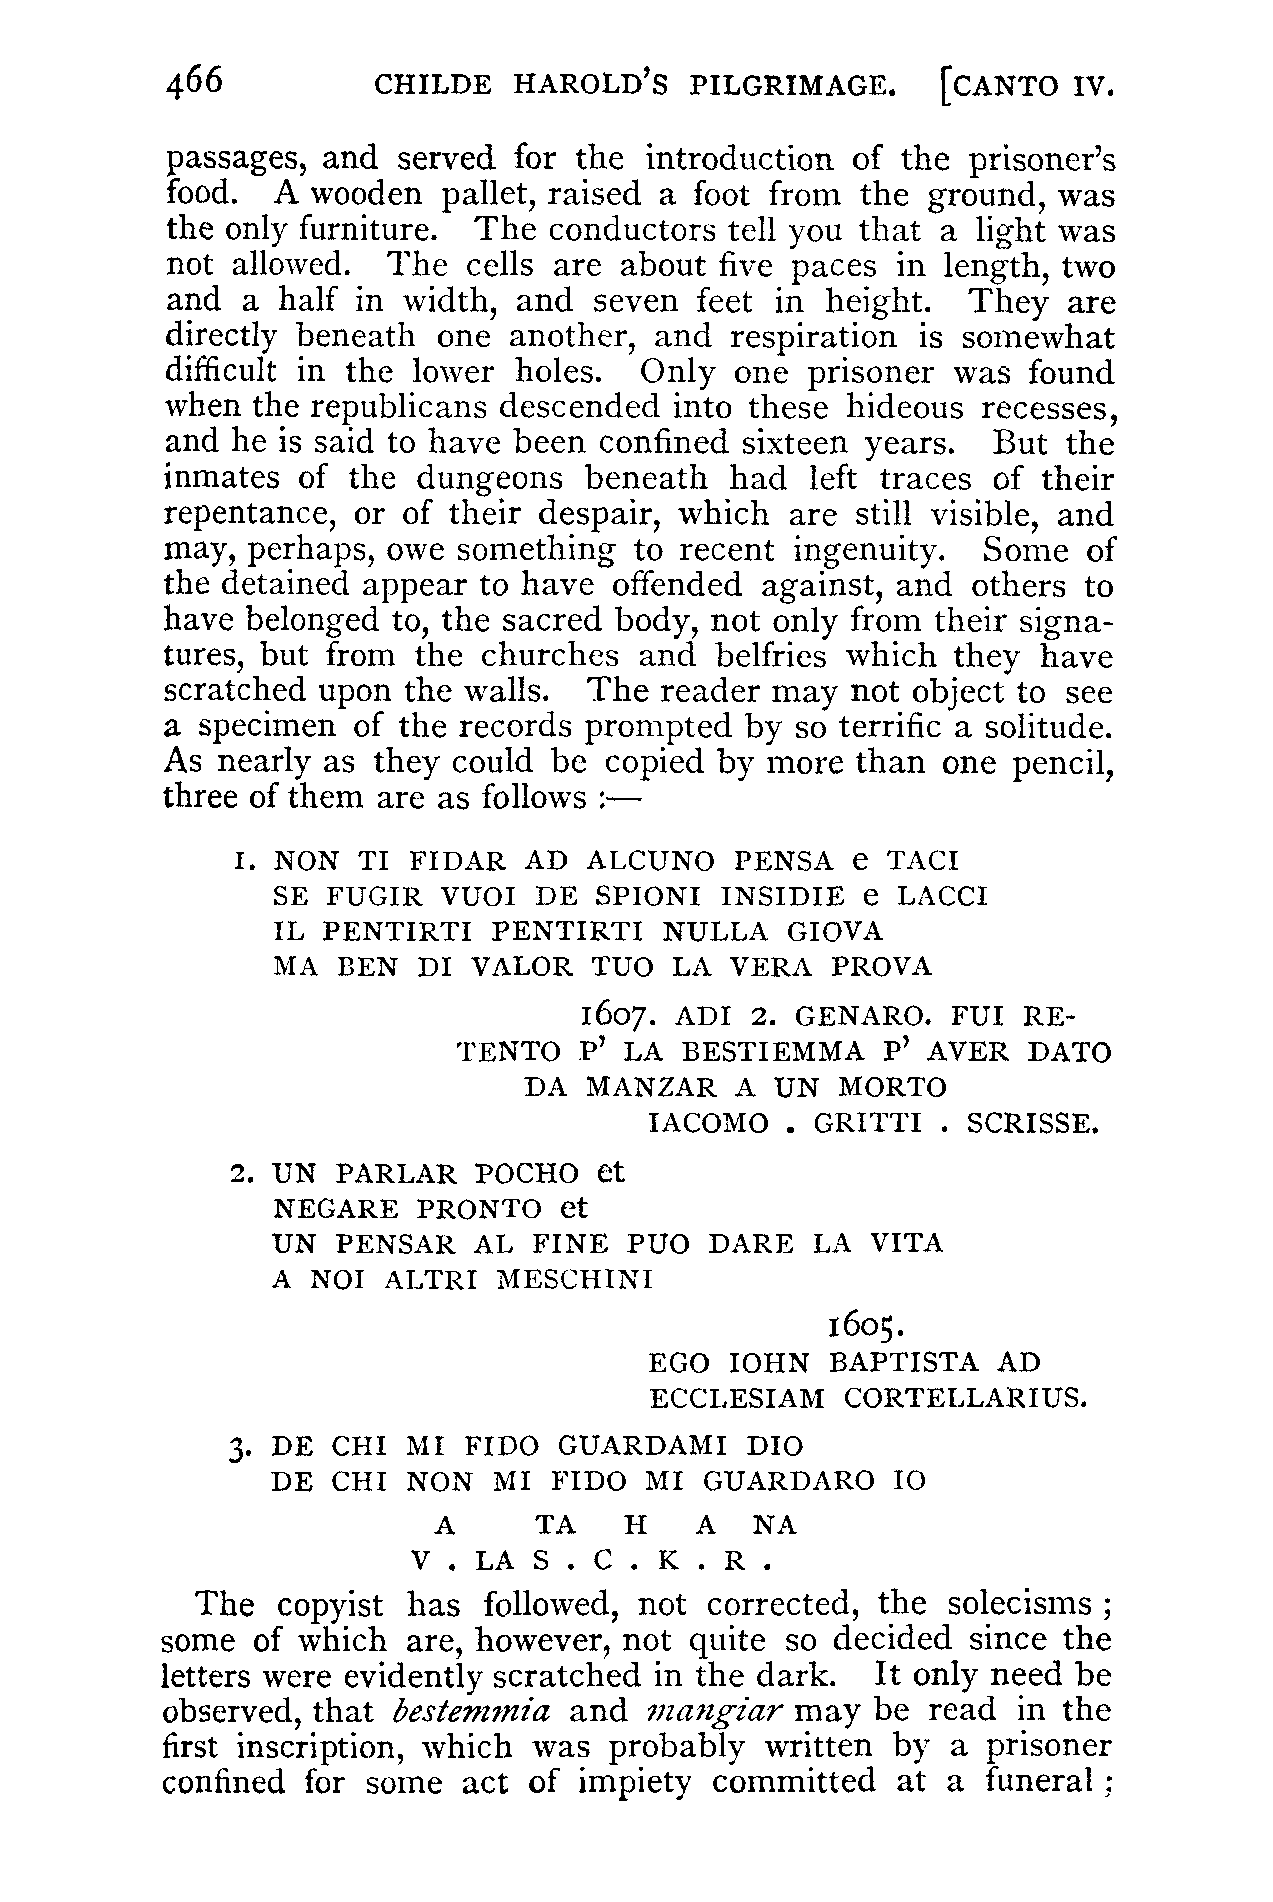 466 CHILDE HAROLD'S PILGRIMAGE. [CANTO IV.
passages, and served for the introduction of the prisoner's
food. A wooden pallet, raised a foot from the ground, was
the only furniture. The conductors tell you that a light was
not allowed. The cells are about five paces in length, two
and a half in width, and seven feet in height. They are
directly beneath one another, and respiration is somewhat
difficult in the lower holes. Only one prisoner was found
when the republicans descended into these hideous recesses,
and he is said to have been confined sixteen years. But the
inmates of the dungeons beneath had left traces of their
repentance, or of their despair, which are still visible, and
may, perhaps, owe something to recent ingenuity. Some of
the detained appear to have offended against, and others to
have belonged to, the sacred body, not only from their signa-
tures, but from the churches and belfries which they have
scratched upon the walls. The reader may not object to see
a specimen of the records prompted by so terrific a solitude.
As nearly as they could be copied by more than one pencil,
three of them are as follows :—
1. NON TI FIDAR AD ALCUNO PENSA e TACI
SE FUGIR VUOI DE SPIONI INSIDIE e LACCI
IL PENTIRTI PENTIRTI NULLA GIOVA
MA BEN DI VALOR TUO LA VERA PROVA
1607. ADI 2. GENARO. FUI RE-
TENTO P' LA BESTIEMMA P' AVER DATO
DA MANZAR A UN MORTO
IACOMO . GRITTI . SCRISSE.
2. UN PARLAR POCHO et
NEGARE PRONTO et
UN PENSAR AL FINE PUO DARE LA VITA
A NOI ALTRI MESCHINI
1605.
EGO IOHN BAPTISTA AD
ECCLESIAM CORTELLARIUS.
3. DE CHI MI FIDO GUARDAMI DIO
DE CHI NON MI FIDO MI GUARDARO IO
A TA H A NA
V . LA S . C . K . R .
The copyist has followed, not corrected, the solecisms ;
some of which are, however, not quite so decided since the
letters were evidently scratched in the dark. It only need be
observed, that bestemmia and mangiar may be read in the
first inscription, which was probably written by a prisoner
confined for some act of impiety committed at a funeral ;